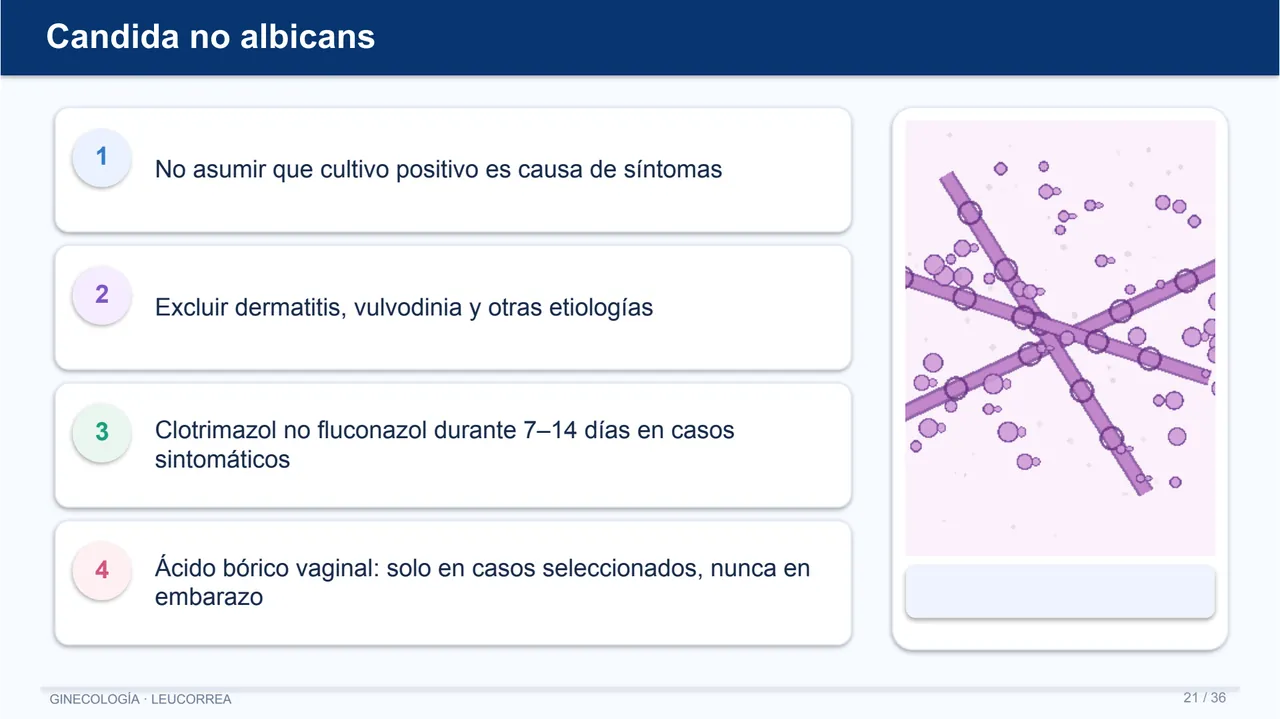 Candida no albicans
1
No asumir que cultivo positivo es causa de síntomas
2
Excluir dermatitis, vulvodinia y otras etiologías
3
Clotrimazol no fluconazol durante 7–14 días en casos
sintomáticos
4
Ácido bórico vaginal: solo en casos seleccionados, nunca en
embarazo
GINECOLOGÍA · LEUCORREA
21 / 36